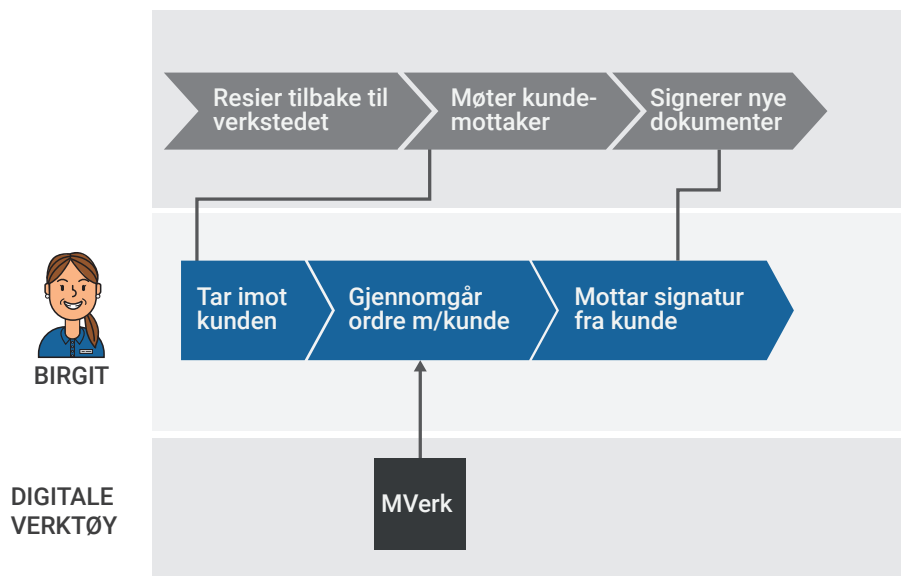 Resier tilbake til
verkstedet
Møter kunde-
mottaker
Signerer nye
dokumenter
Tar imot
kunden
Gjennomgår
ordre m/kunde
Mottar signatur
fra kunde
BIRGIT
MVerk
DIGITALE
VERKTØY